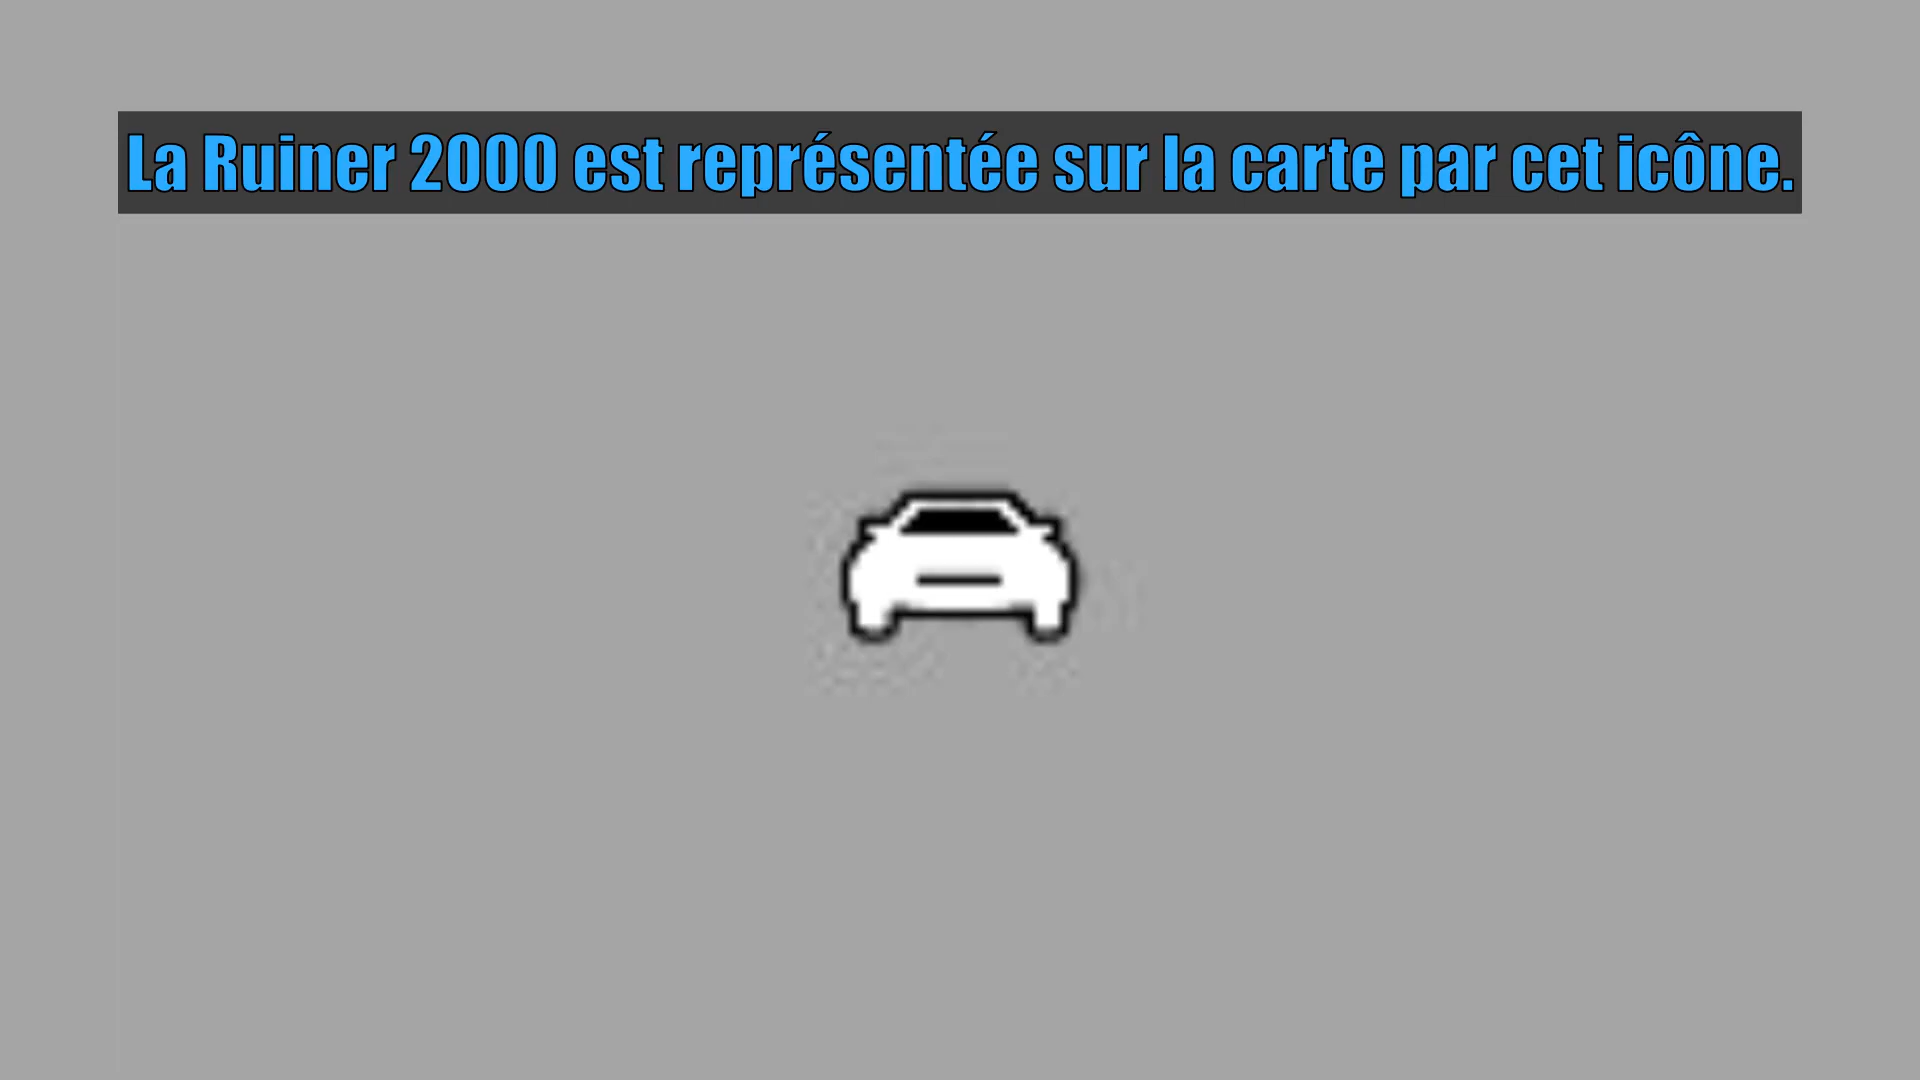 La Ruiner 2000 est représentée sur la carte par cet icône.